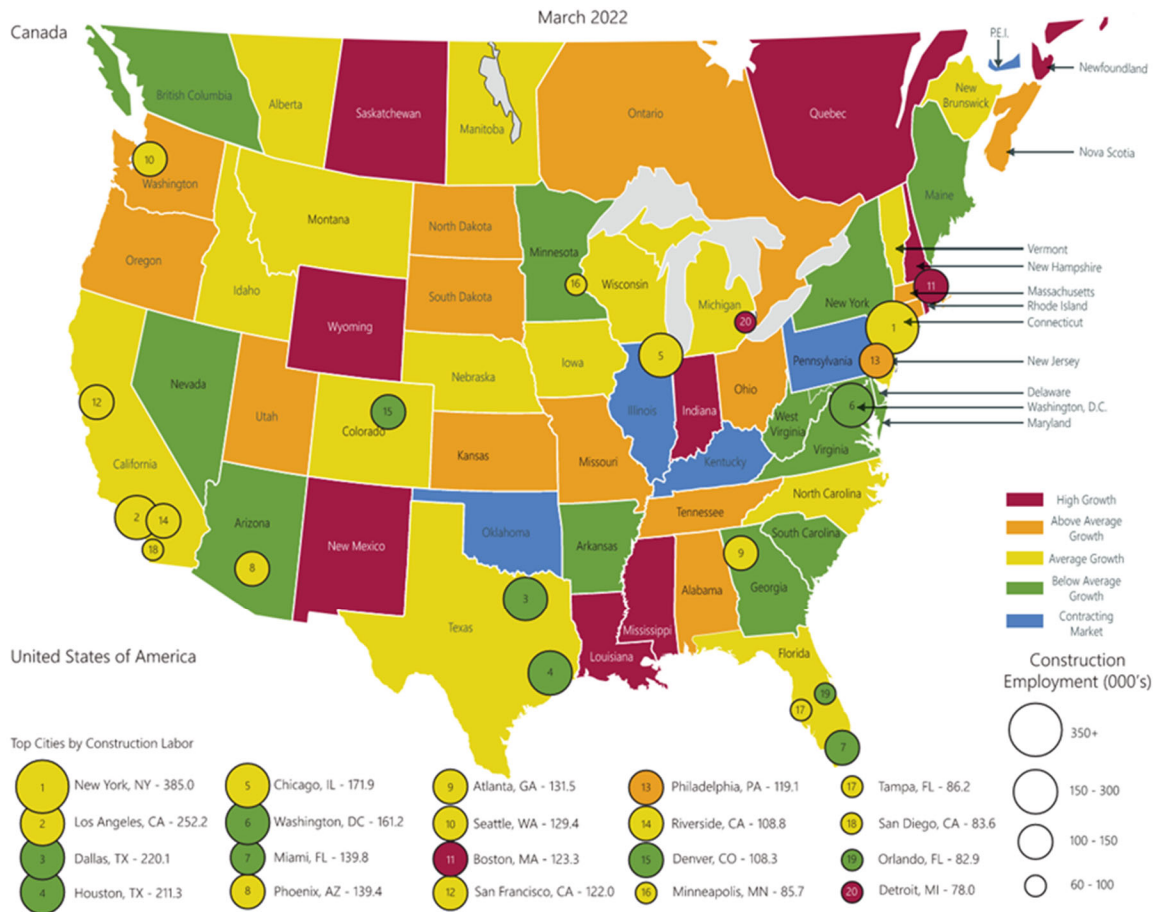 March 2022
Canada
P.E.I.
Newfoundland
British Columbia
Alberta
Saskatchewan
Manitoba
Ontario
Quebec
New
Brunswick
Nova Scotia
10
Washington
Montana
North Dakota
Minnesota
Maine
Oregon
Idaho
South Dakota
16
Wisconsin
Michigan
20
New York
Vermont
New Hampshire
11
Massachusetts
Rhode Island
Connecticut
1
Wyoming
5
Pennsylvania
13
New Jersey
Nevada
Utah
Nebraska
Iowa
Illinois
Indiana
Ohio
Delaware
Washington, D.C.
Maryland
12
15
Colorado
6
West
Virginia
Virginia
California
Kansas
Missouri
Kentucky
North Carolina
2
14
18
Arizona
8
New Mexico
Oklahoma
Arkansas
Tennessee
South Carolina
9
Georgia
3
Texas
4
Louisiana
Mississippi
Alabama
Florida
17
19
7
High Growth
Above Average
Growth
Average Growth
Below Average
Growth
Contracting
Market
United States of America
Construction
Employment (000's)
350+
150 - 300
100 - 150
60 - 100
Top Cities by Construction Labor
1 New York, NY - 385.0
2 Los Angeles, CA - 252.2
3 Dallas, TX - 220.1
4 Houston, TX - 211.3
5 Chicago, IL - 171.9
6 Washington, DC - 161.2
7 Miami, FL - 139.8
8 Phoenix, AZ - 139.4
9 Atlanta, GA - 131.5
10 Seattle, WA - 129.4
11 Boston, MA - 123.3
12 San Francisco, CA - 122.0
13 Philadelphia, PA - 119.1
14 Riverside, CA - 108.8
15 Denver, CO - 108.3
16 Minneapolis, MN - 85.7
17 Tampa, FL - 86.2
18 San Diego, CA - 83.6
19 Orlando, FL - 82.9
20 Detroit, MI - 78.0